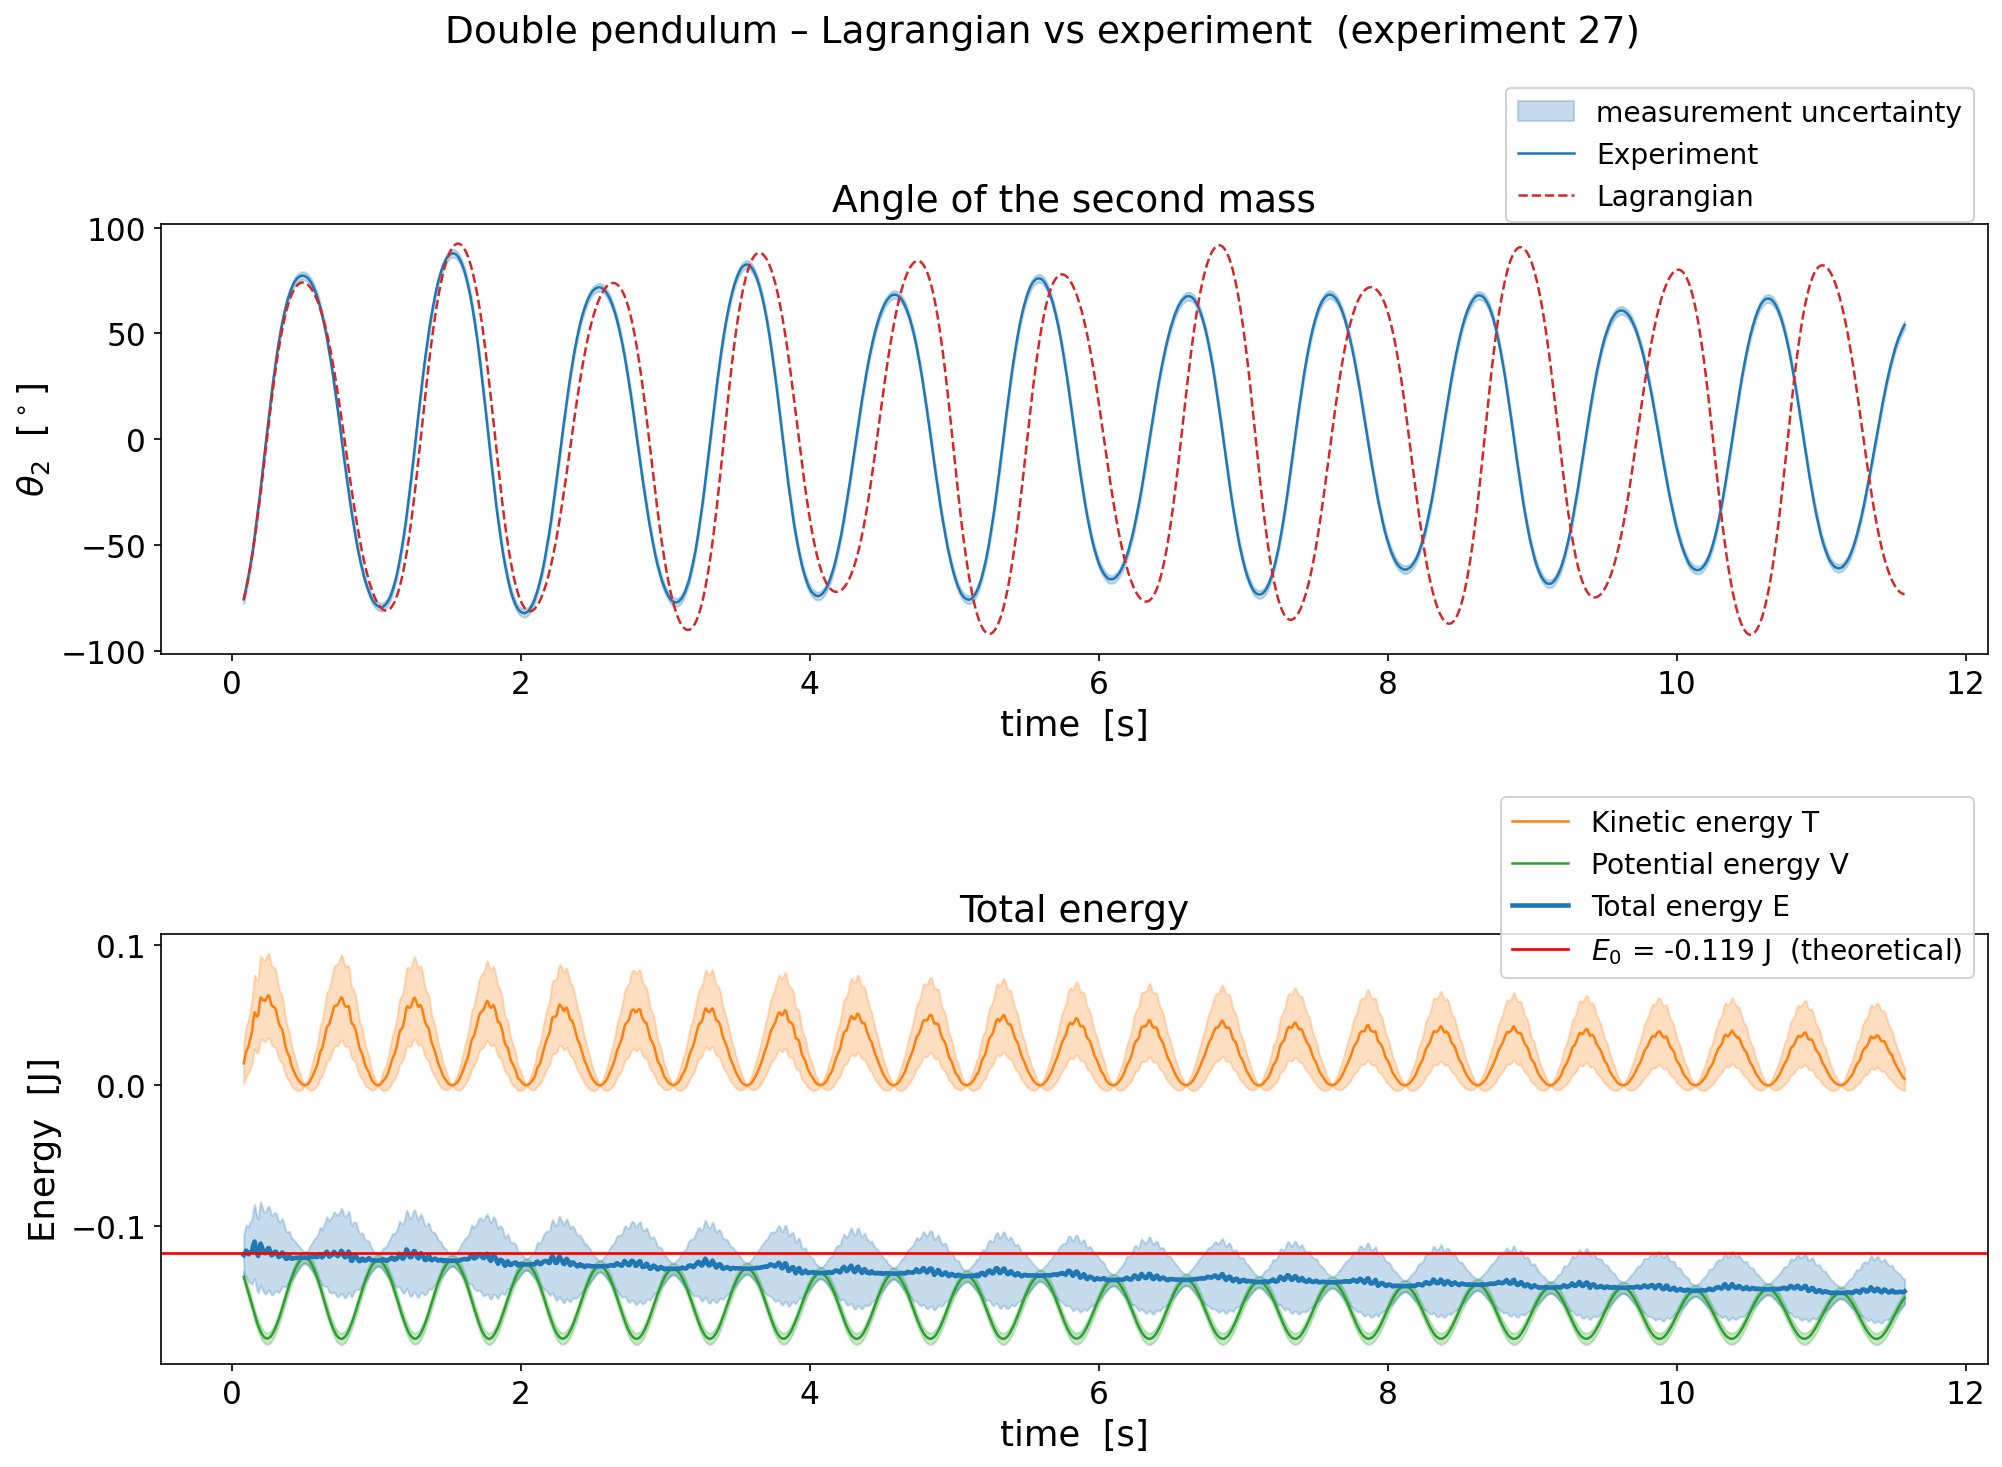 Double pendulum – Lagrangian vs experiment  (experiment 27)
measurement uncertainty
Experiment
Lagrangian
Angle of the second mass
100
50
0
−50
−100
θ₂ [°]
0 2 4 6 8 10 12
time [s]
Kinetic energy T
Potential energy V
Total energy E
E₀ = -0.119 J (theoretical)
Total energy
0.1
0.0
−0.1
Energy [J]
0 2 4 6 8 10 12
time [s]